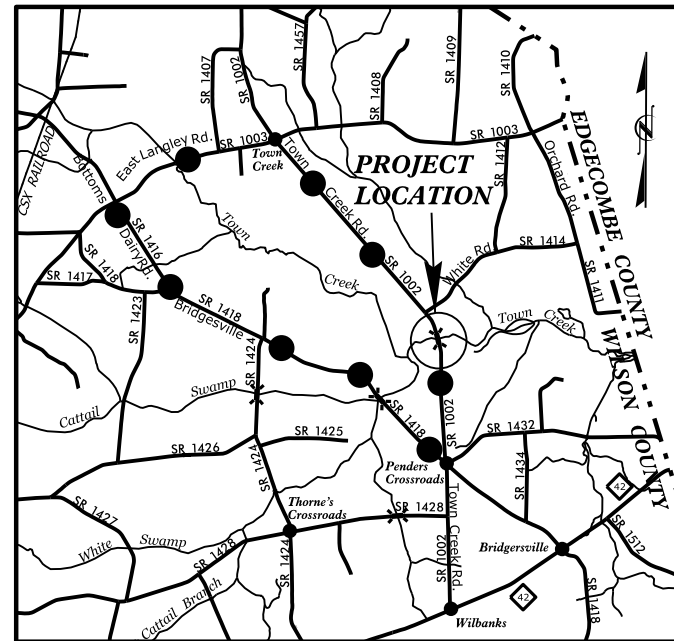 SR 1457
SR 1409
SR 1407
SR 1002
SR 1408
SR 1410
EDGECOMBE COUNTY
WILSON COUNTY
CSX RAILROAD
East Langley Rd.
SR 1003
Town
Creek
SR 1003
SR 1412
Orchard Rd.
N
Bottoms
Dairy Rd.
SR 1416
Town
Creek Rd.
SR 1002
PROJECT
LOCATION
White Rd.
SR 1414
SR 1411
Town
Creek
SR 1418
SR 1417
SR 1423
SR 1418
Bridgesville
SR 1424
Town
Creek
Cattail
Swamp
SR 1418
SR 1002
SR 1432
SR 1434
SR 1426
SR 1425
SR 1424
Penders
Crossroads
42
Thorne's
Crossroads
SR 1428
Town Creek Rd.
SR 1002
SR 1427
White
Swamp
SR 1428
SR 1424
Bridgersville
SR 1512
Cattail Branch
42
SR 1418
Wilbanks